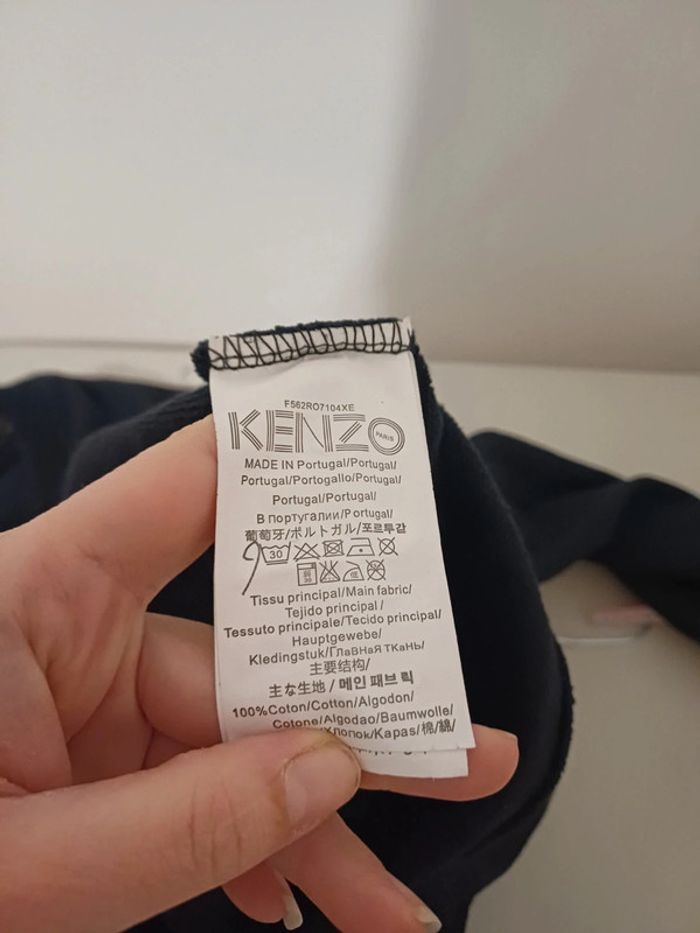 F562RO7104XE
KENZO
PARIS
MADE IN Portugal/Portugal/
Portugal/Portogallo/Portugal/
Portugal/Portugal/
В ПОРТУГАЛИИ/Portugal/
葡萄牙/ポルトガル/포르투갈
30
Tissu principal/Main fabric/
Tejido principal /
Tessuto principale/Tecido principal/
Hauptgewebe/
Kledingstuk/ГЛаВНаЯ ТКаНЬ/
主要结构/
主な生地 / 메인 패브릭
100%Coton/Cotton/Algodon/
Cotone/Algodao/Baumwolle/
Хлопок/Kapas/棉/綿/